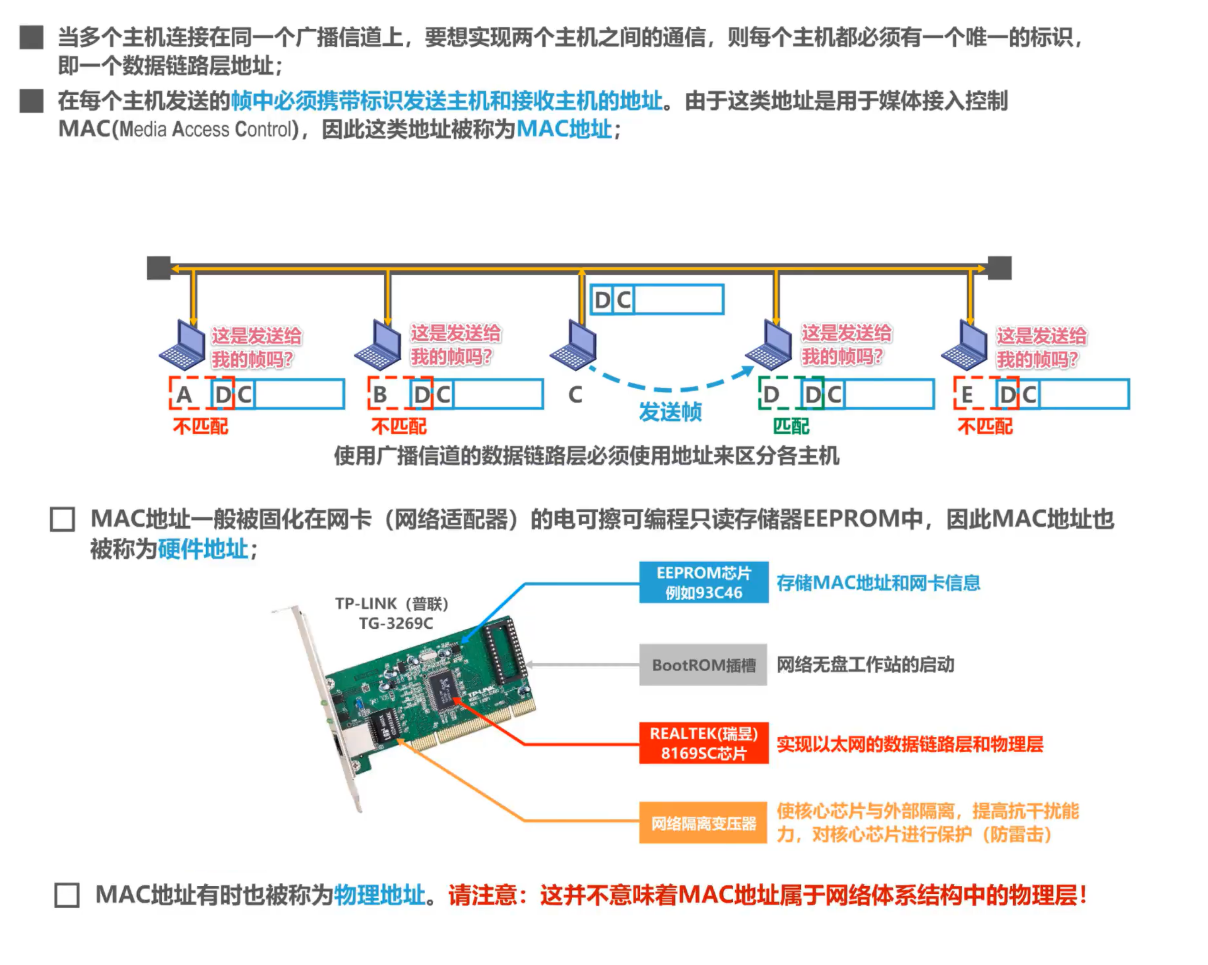 当多个主机连接在同一个广播信道上，要想实现两个主机之间的通信，则每个主机都必须有一个唯一的标识，
即一个数据链路层地址；
在每个主机发送的帧中必须携带标识发送主机和接收主机的地址。由于这类地址是用于媒体接入控制
MAC(Media Access Control)，因此这类地址被称为MAC地址；
D C
这是发送给
我的帧吗？
这是发送给
我的帧吗？
这是发送给
我的帧吗？
这是发送给
我的帧吗？
A D C
B D C
C
D D C
E D C
发送帧
不匹配
不匹配
匹配
不匹配
使用广播信道的数据链路层必须使用地址来区分各主机
MAC地址一般被固化在网卡（网络适配器）的电可擦可编程只读存储器EEPROM中，因此MAC地址也
被称为硬件地址；
TP-LINK（普联）
TG-3269C
EEPROM芯片
例如93C46
存储MAC地址和网卡信息
BootROM插槽
网络无盘工作站的启动
TP-LINK
REALTEK(瑞昱)
8169SC芯片
实现以太网的数据链路层和物理层
网络隔离变压器
使核心芯片与外部隔离，提高抗干扰能
力，对核心芯片进行保护（防雷击）
MAC地址有时也被称为物理地址。请注意：这并不意味着MAC地址属于网络体系结构中的物理层！